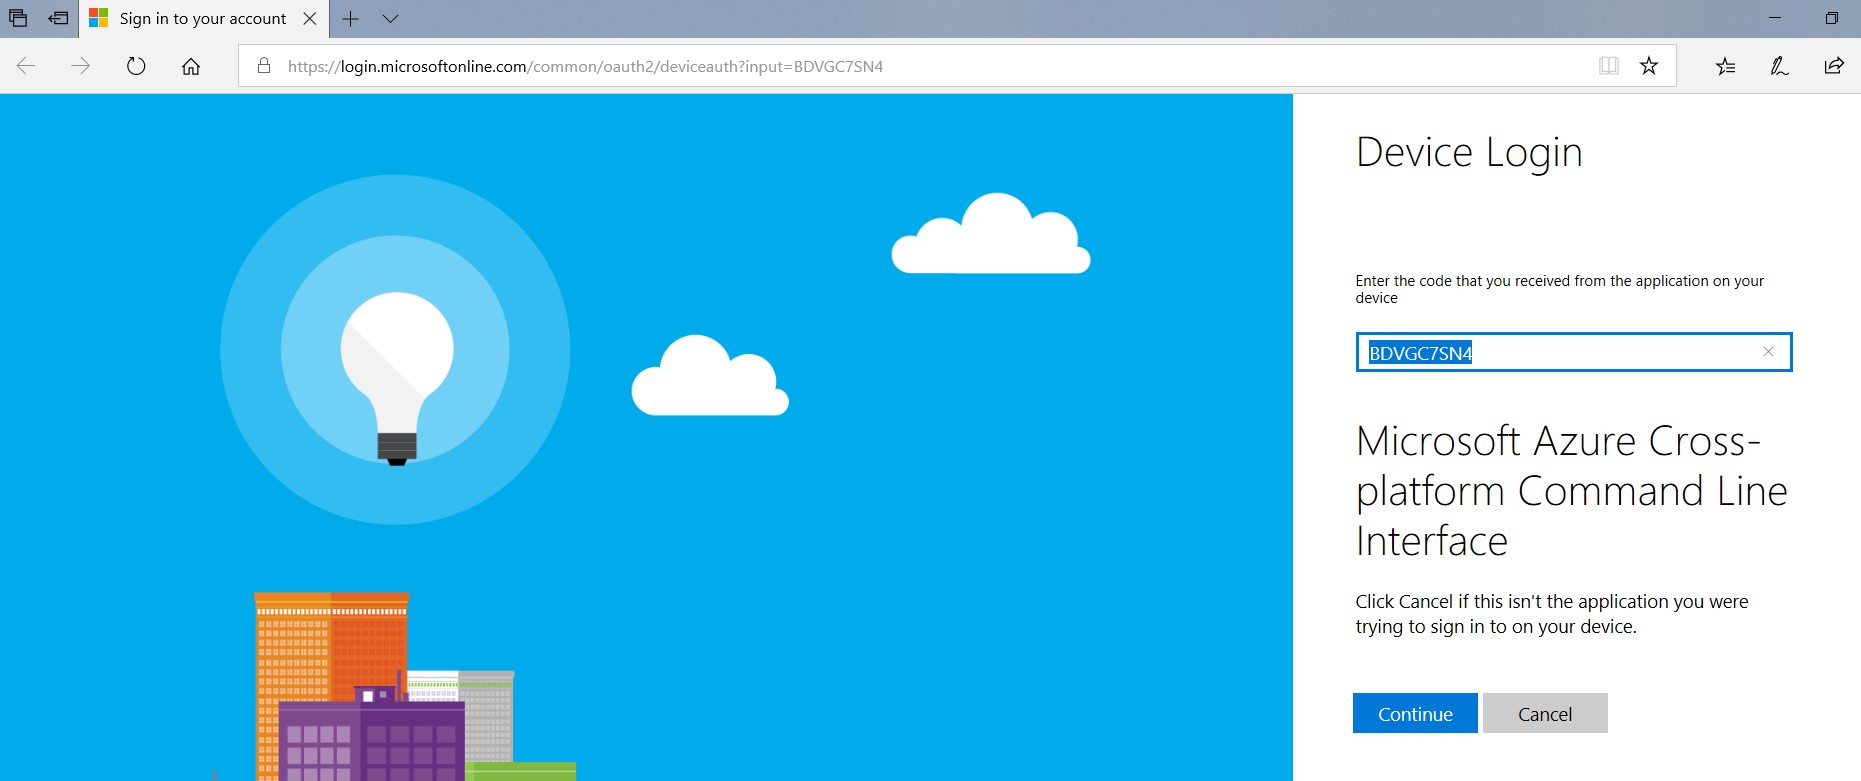 Sign in to your account
https://login.microsoftonline.com/common/oauth2/deviceauth?input=BDVGC7SN4
Device Login
Enter the code that you received from the application on your
device
BDVGC7SN4
Microsoft Azure Cross-
platform Command Line
Interface
Click Cancel if this isn't the application you were
trying to sign in to on your device.
Continue Cancel